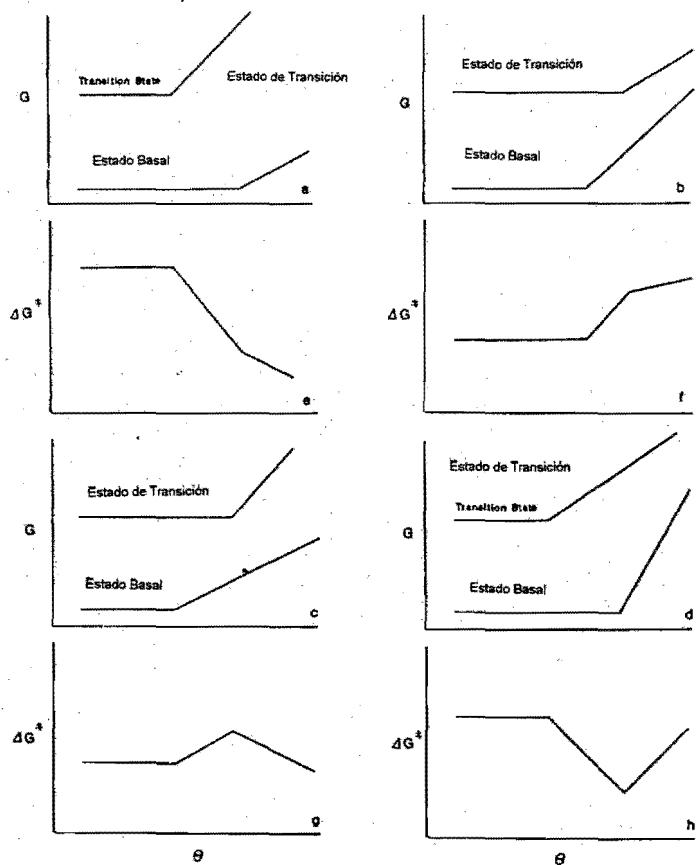 Transition State
Estado de Transición
G
Estado Basal
a
Estado de Transición
G
Estado Basal
b
ΔG‡
e
ΔG‡
f
Estado de Transición
G
Estado Basal
c
Estado de Transición
Transition State
G
Estado Basal
d
ΔG‡
g
θ
ΔG‡
h
θ